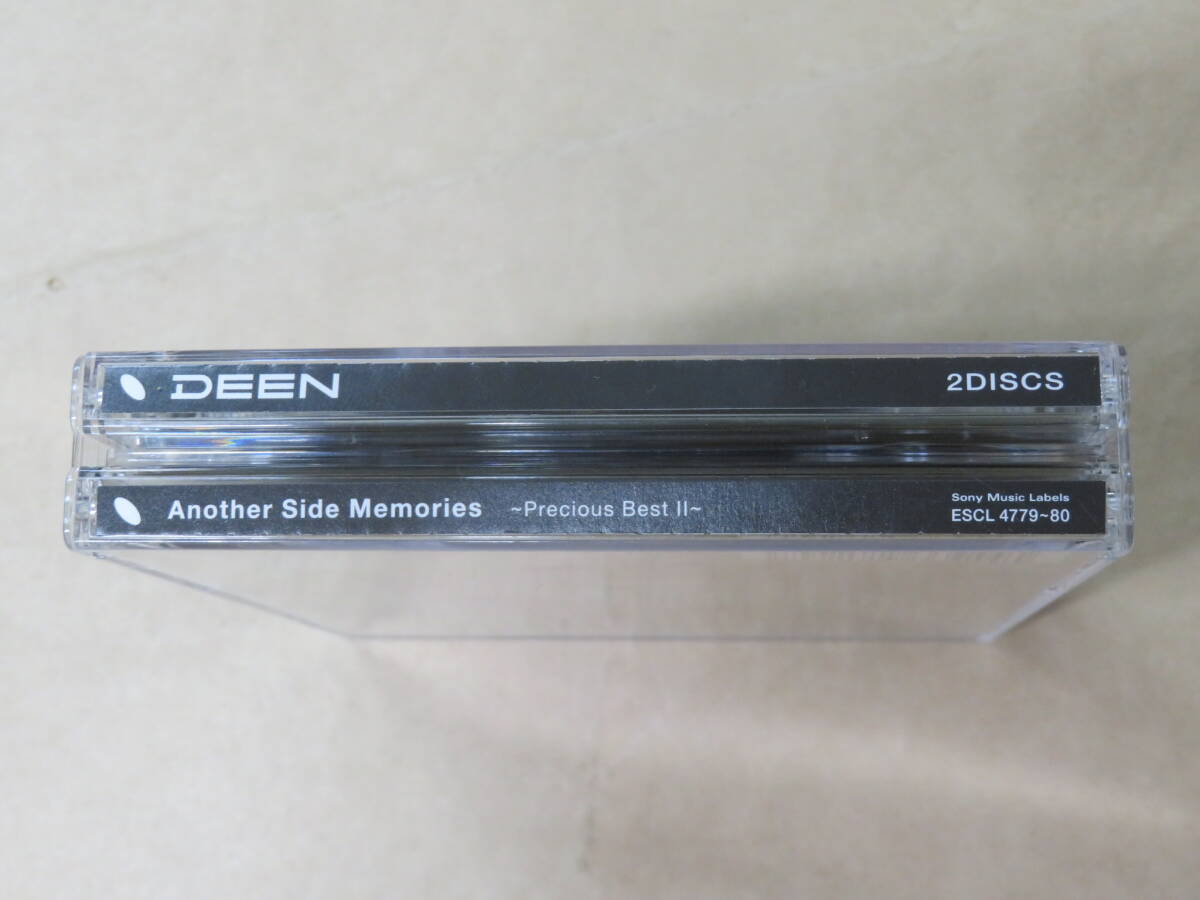 DEEN 2DISCS
Another Side Memories ~Precious Best II~
Sony Music Labels
ESCL 4779~80